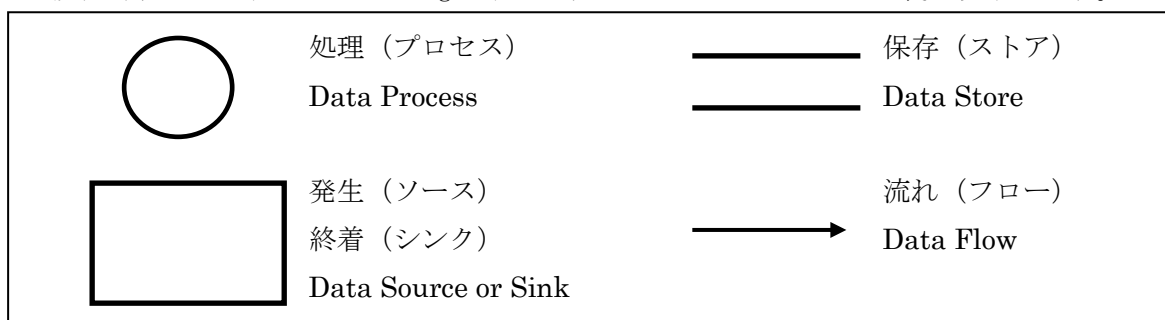 処理（プロセス）
Data Process
保存（ストア）
Data Store
発生（ソース）
終着（シンク）
Data Source or Sink
流れ（フロー）
Data Flow